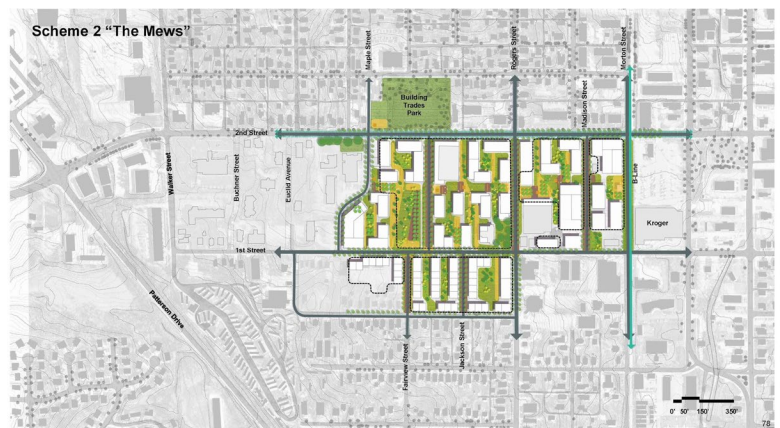 Scheme 2 “The Mews”
Maple Street
Rogers Street
Morton Street
Madison Street
Building
Trades
Park
2nd Street
Walker Street
Buchner Street
Euclid Avenue
B-Line
Kroger
1st Street
Patterson Drive
Fairview Street
Jackson Street
0' 50' 150' 350'
78